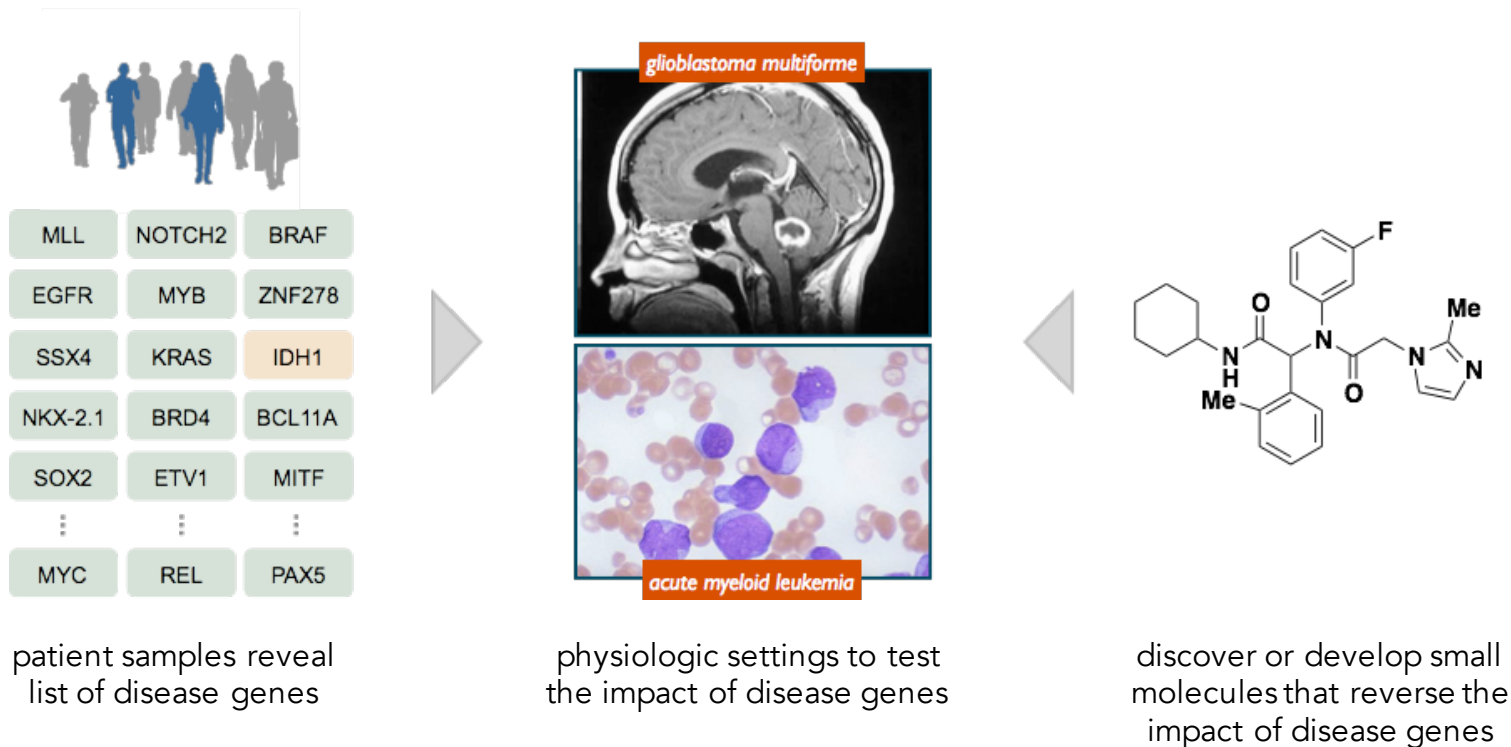 glioblastoma multiforme
MLL NOTCH2 BRAF
EGFR MYB ZNF278
SSX4 KRAS IDH1
NKX-2.1 BRD4 BCL11A
SOX2 ETV1 MITF
MYC REL PAX5
acute myeloid leukemia
F
O
Me
N
N
N
H
N
O
Me
patient samples reveal
list of disease genes
physiologic settings to test
the impact of disease genes
discover or develop small
molecules that reverse the
impact of disease genes